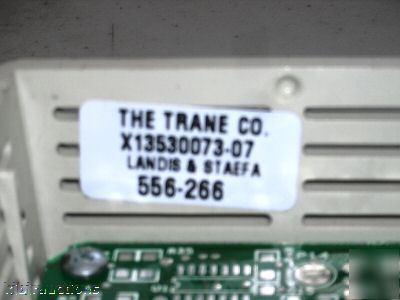 THE TRANE CO.
X13530073-07
LANDIS & STAEFA
556-266